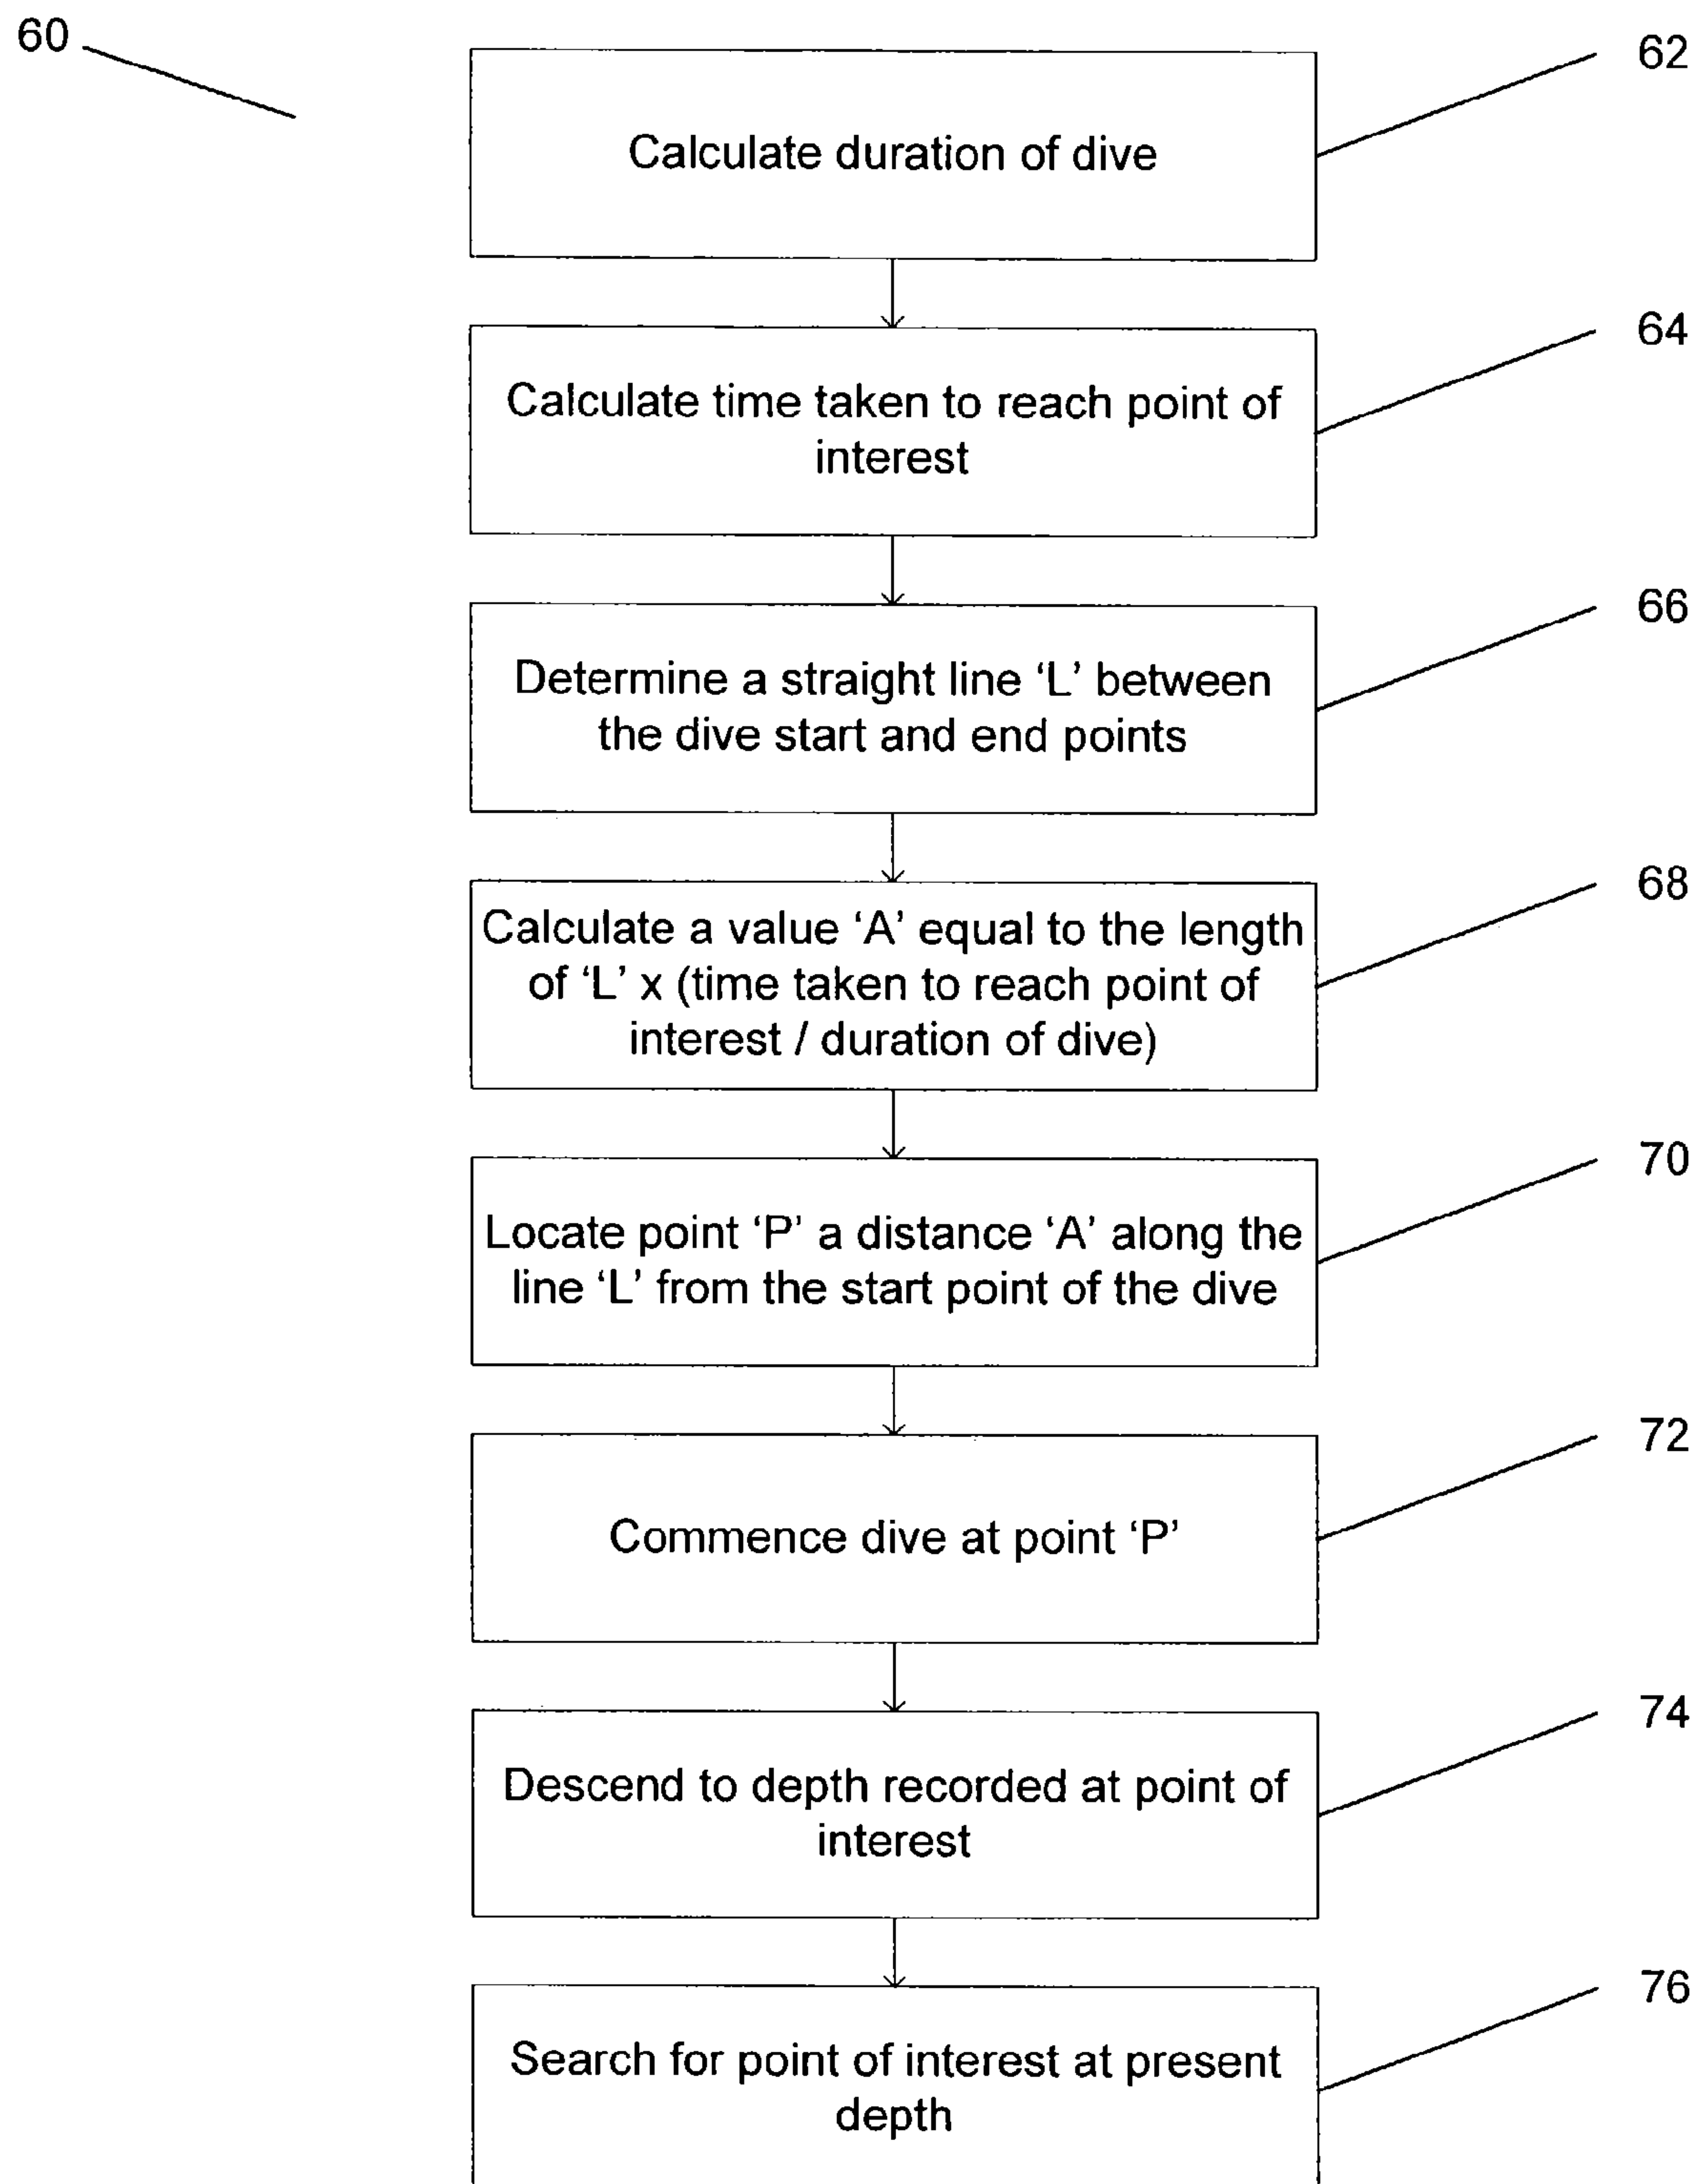 60
62
Calculate duration of dive
64
Calculate time taken to reach point of
interest
66
Determine a straight line ‘L’ between
the dive start and end points
68
Calculate a value ‘A’ equal to the length
of ‘L’ x (time taken to reach point of
interest / duration of dive)
70
Locate point ‘P’ a distance ‘A’ along the
line ‘L’ from the start point of the dive
72
Commence dive at point ‘P’
74
Descend to depth recorded at point of
interest
76
Search for point of interest at present
depth